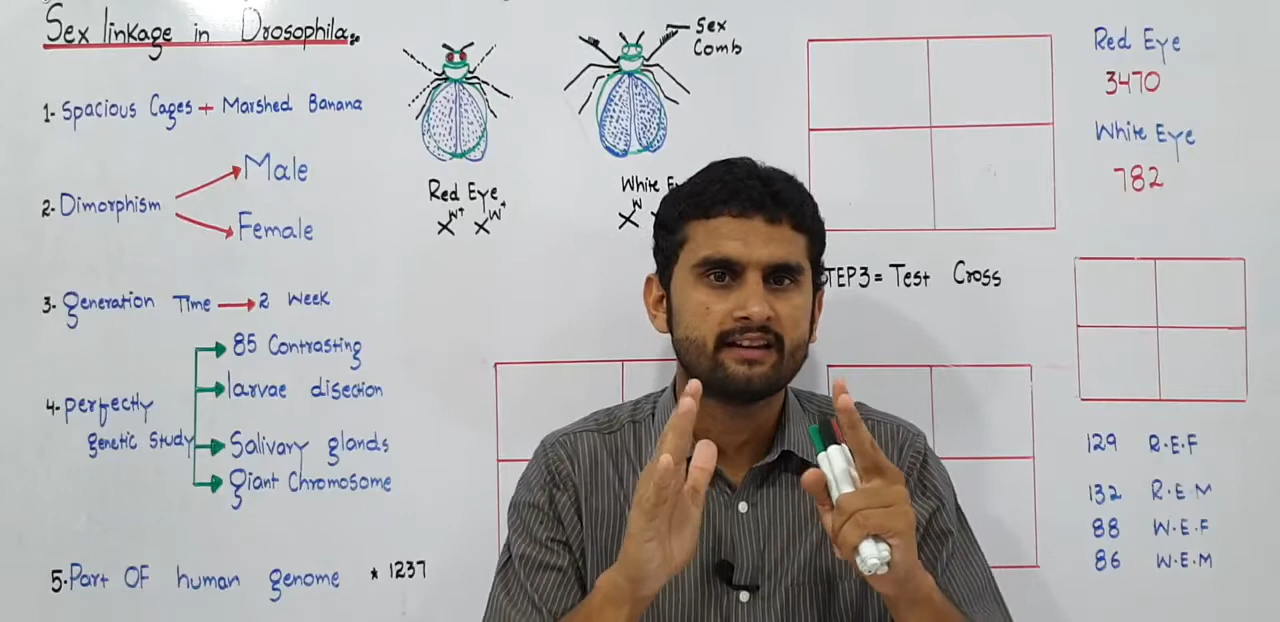 Sex linkage in Drosophila:.
1- Spacious Cages + Marshed Banana
2- Dimorphism
Male
Female
3- Generation Time → 2 Week
4- perfectly
genetic Study
85 Contrasting
larvae disection
Salivary glands
giant Chromosome
5. Part OF human genome * 1237
Sex
Comb
Red Eye
X^W+ X^W+
White
X^W
Red Eye
3470
White Eye
782
STEP3 = Test Cross
129 R.E.F
132 R.E.M
88 W.E.F
86 W.E.M